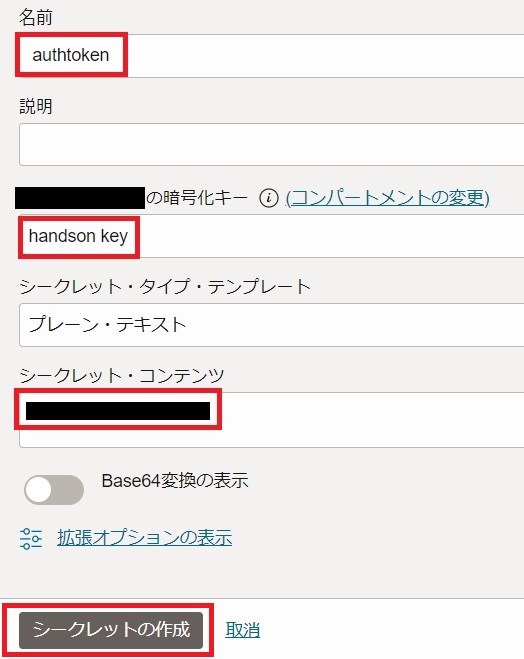 名前
authtoken
説明
の暗号化キー (コンパートメントの変更)
handson key
シークレット・タイプ・テンプレート
プレーン・テキスト
シークレット・コンテンツ
Base64変換の表示
拡張オプションの表示
シークレットの作成 取消